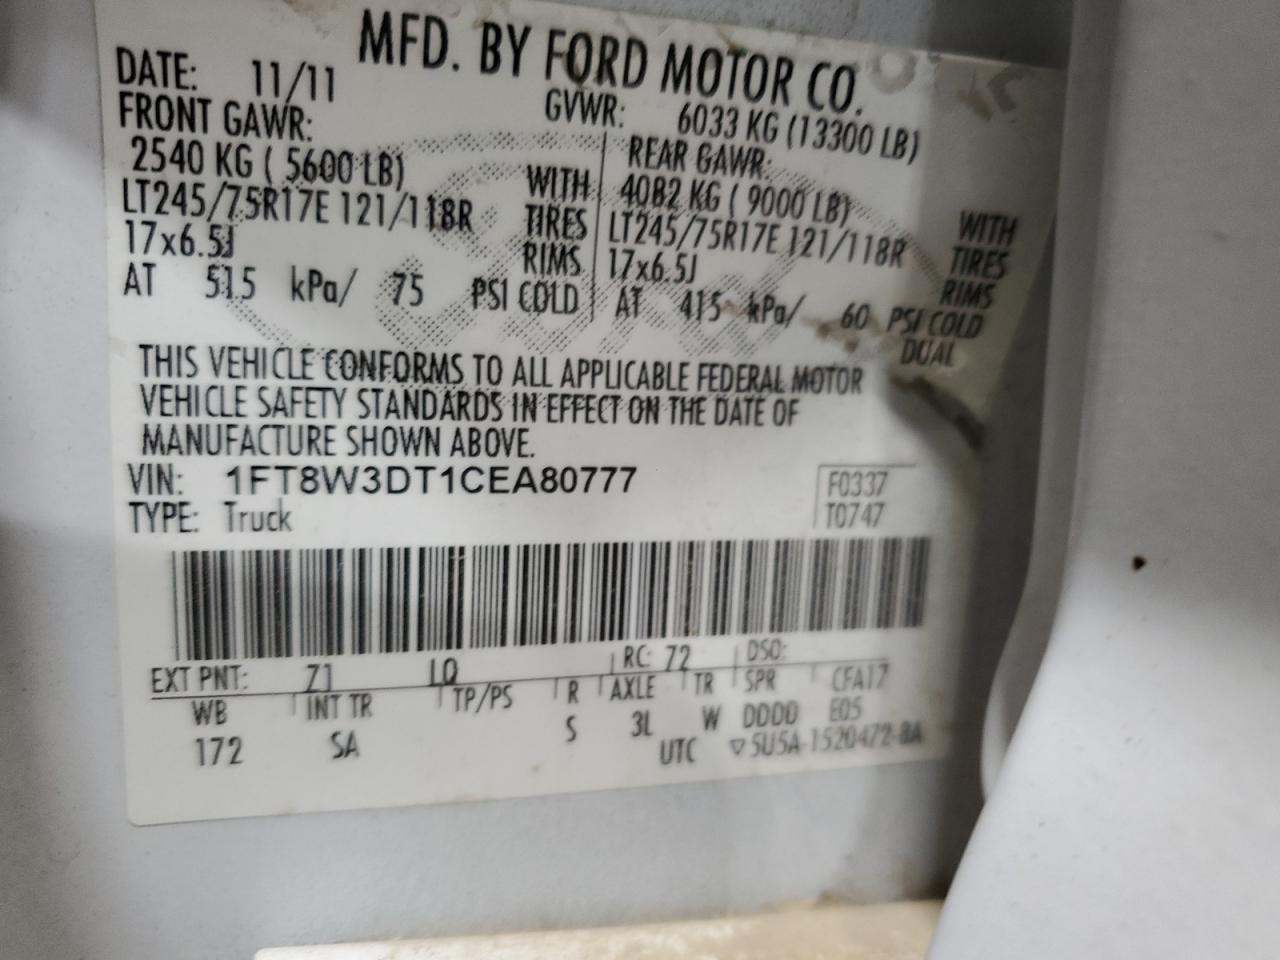 MFD. BY FORD MOTOR CO.
DATE: 11/11
GVWR: 6033 KG (13300 LB)
FRONT GAWR:
2540 KG ( 5600 LB)
LT245/75R17E 121/118R
17x6.5J
AT 515 kPa/ 75 PSI COLD
WITH
TIRES
RIMS
REAR GAWR:
4082 KG ( 9000 LB)
LT245/75R17E 121/118R
17x6.5J
AT 415 kPa/ 60 PSI COLD
WITH
TIRES
RIMS
DUAL
THIS VEHICLE CONFORMS TO ALL APPLICABLE FEDERAL MOTOR
VEHICLE SAFETY STANDARDS IN EFFECT ON THE DATE OF
MANUFACTURE SHOWN ABOVE.
VIN: 1FT8W3DT1CEA80777
TYPE: Truck
F0337
T0747
EXT PNT: Z1 LQ RC: 72 DSO:
WB INT TR TP/PS R AXLE TR SPR CFA17
172 SA S 3L W DDDD E05
UTC ▽5U5A-1520472-BA